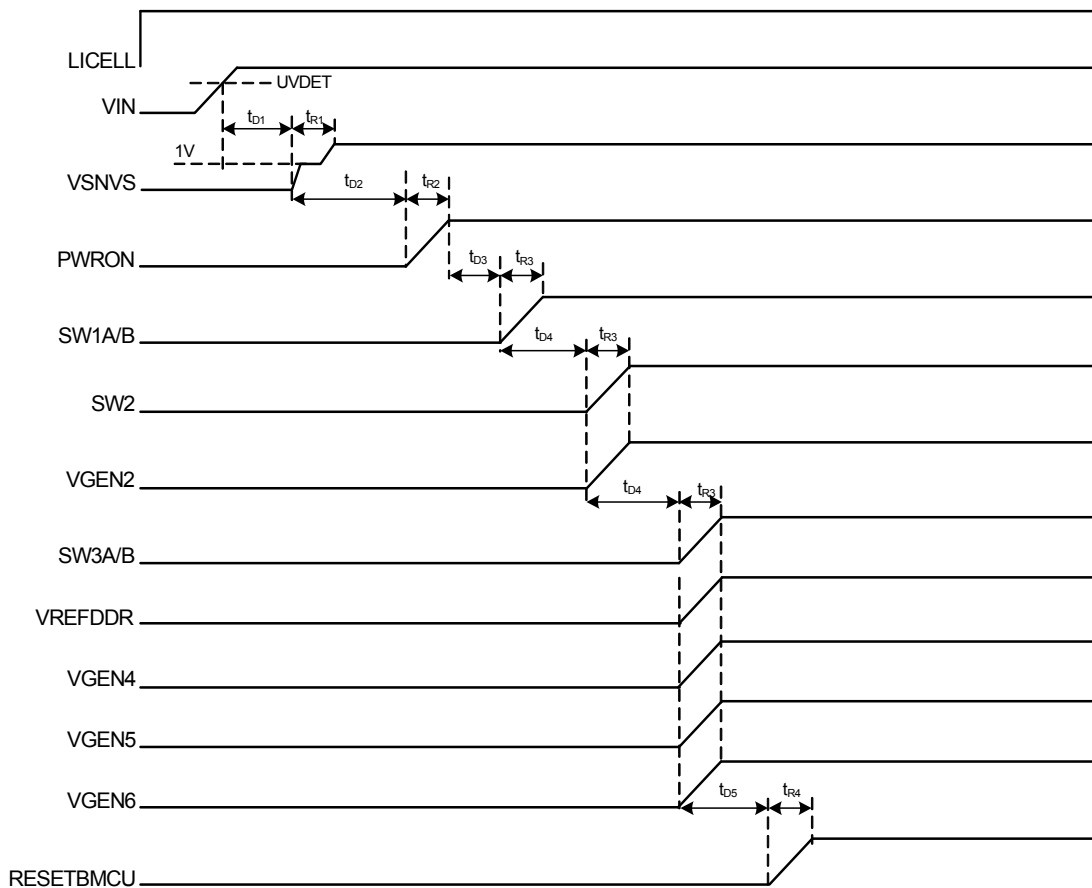 LICELL
UVDET
VIN
tD1
tR1
1V
VSNVS
tD2
tR2
PWRON
tD3
tR3
SW1A/B
tD4
tR3
SW2
VGEN2
tD4
tR3
SW3A/B
VREFDDR
VGEN4
VGEN5
VGEN6
tD5
tR4
RESETBMCU